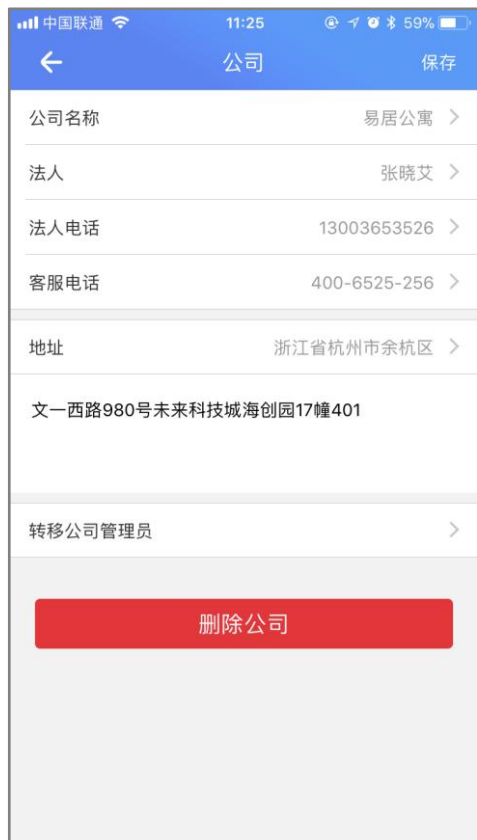 中国联通 11:25 59%
公司 保存
公司名称 易居公寓
法人 张晓艾
法人电话 13003653526
客服电话 400-6525-256
地址 浙江省杭州市余杭区
文一西路980号未来科技城海创园17幢401
转移公司管理员
删除公司